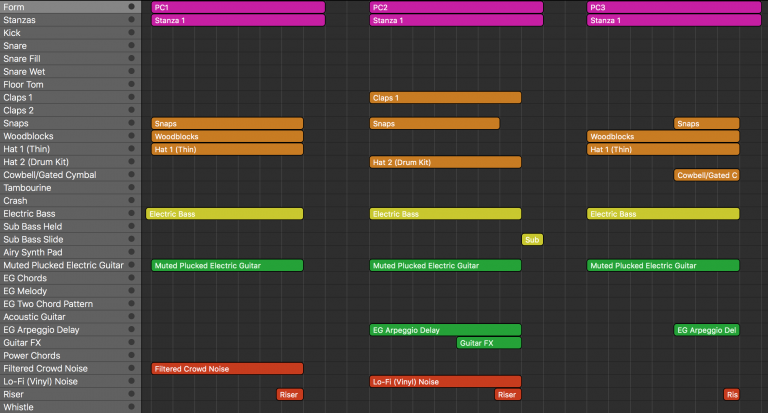 Form PC1 PC2 PC3
Stanzas Stanza 1 Stanza 1 Stanza 1
Kick
Snare
Snare Fill
Snare Wet
Floor Tom
Claps 1 Claps 1
Claps 2
Snaps Snaps Snaps Snaps
Woodblocks Woodblocks Woodblocks
Hat 1 (Thin) Hat 1 (Thin) Hat 1 (Thin)
Hat 2 (Drum Kit) Hat 2 (Drum Kit)
Cowbell/Gated Cymbal Cowbell/Gated C
Tambourine
Crash
Electric Bass Electric Bass Electric Bass Electric Bass
Sub Bass Held
Sub Bass Slide Sub
Airy Synth Pad
Muted Plucked Electric Guitar Muted Plucked Electric Guitar Muted Plucked Electric Guitar Muted Plucked Electric Guitar
EG Chords
EG Melody
EG Two Chord Pattern
Acoustic Guitar
EG Arpeggio Delay EG Arpeggio Delay EG Arpeggio Del
Guitar FX Guitar FX
Power Chords
Filtered Crowd Noise Filtered Crowd Noise
Lo-Fi (Vinyl) Noise Lo-Fi (Vinyl) Noise
Riser Riser Riser Ris
Whistle